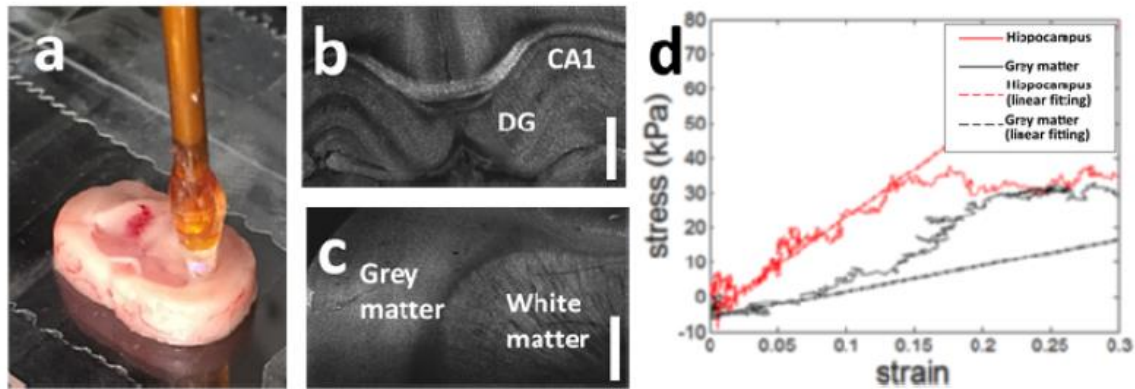 a
b
CA1
DG
c
Grey
matter
White
matter
d
stress (kPa)
80
70
60
50
40
30
20
10
0
-10
Hippocampus
Grey matter
Hippocampus
(linear fitting)
Grey matter
(linear fitting)
0
0.05
0.1
0.15
0.2
0.25
0.3
strain